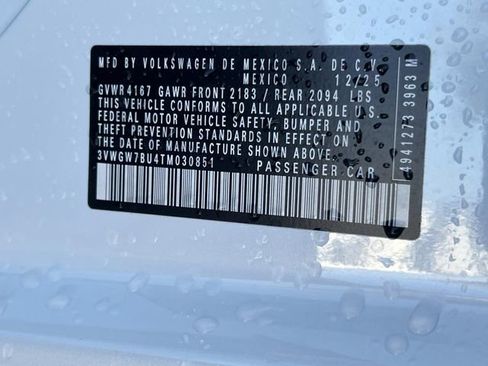 MFD BY VOLKSWAGEN DE MEXICO S.A. DE C.V.
MEXICO 12/25
GVWR 4167 GAWR FRONT 2183 / REAR 2094 LBS
THIS VEHICLE CONFORMS TO ALL APPLICABLE U.S.
FEDERAL MOTOR VEHICLE SAFETY, BUMPER AND
THEFT PREVENTION STANDARDS IN EFFECT ON
THE DATE OF MANUFACTURE SHOWN ABOVE.
3VWGW7BU4TM030851 PASSENGER CAR
4941273 3963 M